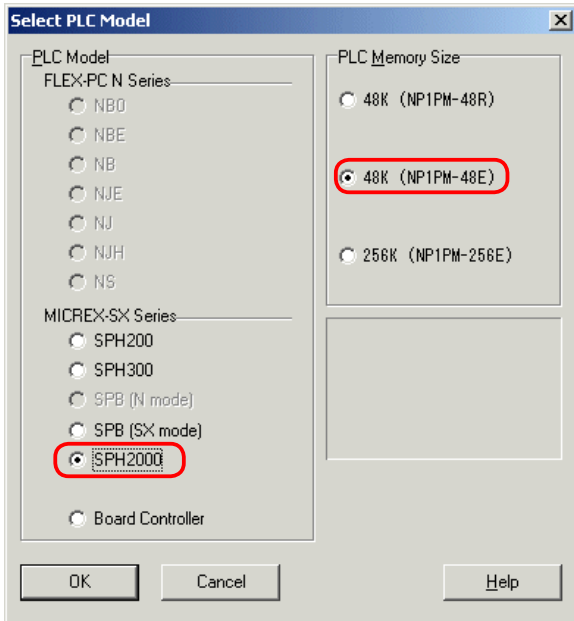 Select PLC Model
PLC Model
FLEX-PC N Series
NB0
NBE
NB
NJE
NJ
NJH
NS
MICREX-SX Series
SPH200
SPH300
SPB (N mode)
SPB (SX mode)
SPH2000
Board Controller
PLC Memory Size
48K (NP1PM-48R)
48K (NP1PM-48E)
256K (NP1PM-256E)
OK
Cancel
Help